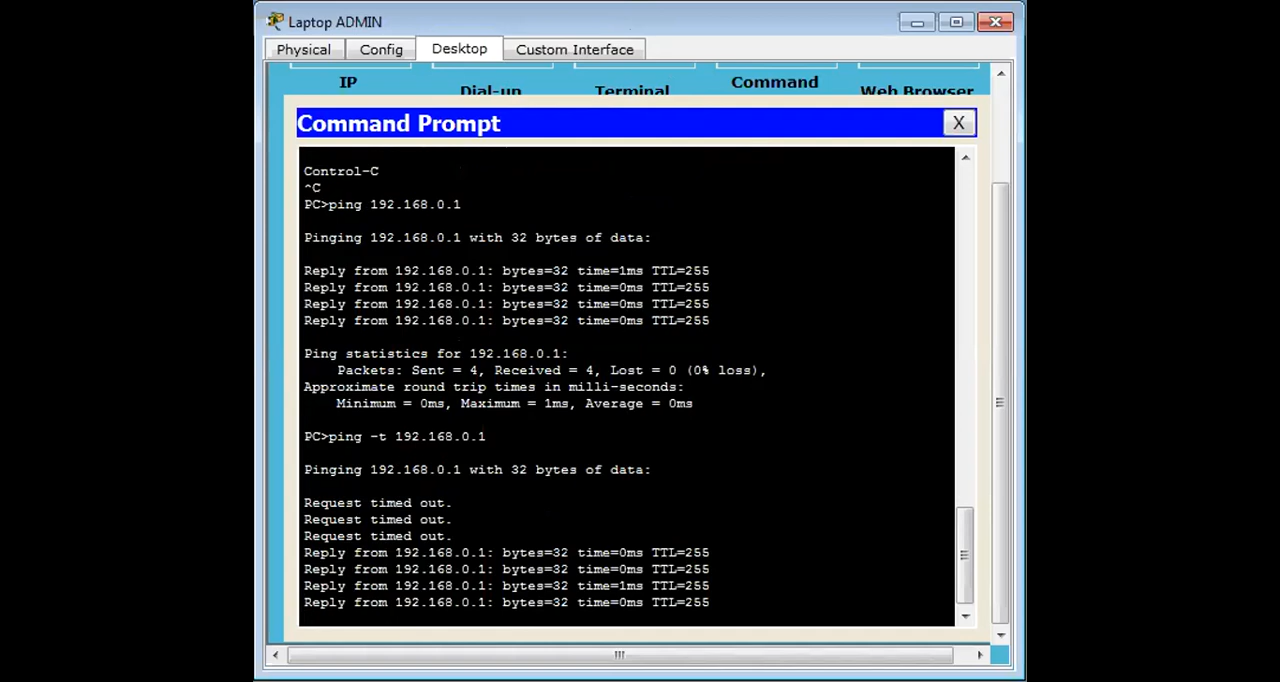 Laptop ADMIN
Physical
Config
Desktop
Custom Interface
IP
Dial-up
Terminal
Command
Web Browser
Command Prompt
X
Control-C
^C
PC>ping 192.168.0.1
Pinging 192.168.0.1 with 32 bytes of data:
Reply from 192.168.0.1: bytes=32 time=1ms TTL=255
Reply from 192.168.0.1: bytes=32 time=0ms TTL=255
Reply from 192.168.0.1: bytes=32 time=0ms TTL=255
Reply from 192.168.0.1: bytes=32 time=0ms TTL=255
Ping statistics for 192.168.0.1:
Packets: Sent = 4, Received = 4, Lost = 0 (0% loss),
Approximate round trip times in milli-seconds:
Minimum = 0ms, Maximum = 1ms, Average = 0ms
PC>ping -t 192.168.0.1
Pinging 192.168.0.1 with 32 bytes of data:
Request timed out.
Request timed out.
Request timed out.
Reply from 192.168.0.1: bytes=32 time=0ms TTL=255
Reply from 192.168.0.1: bytes=32 time=0ms TTL=255
Reply from 192.168.0.1: bytes=32 time=1ms TTL=255
Reply from 192.168.0.1: bytes=32 time=0ms TTL=255